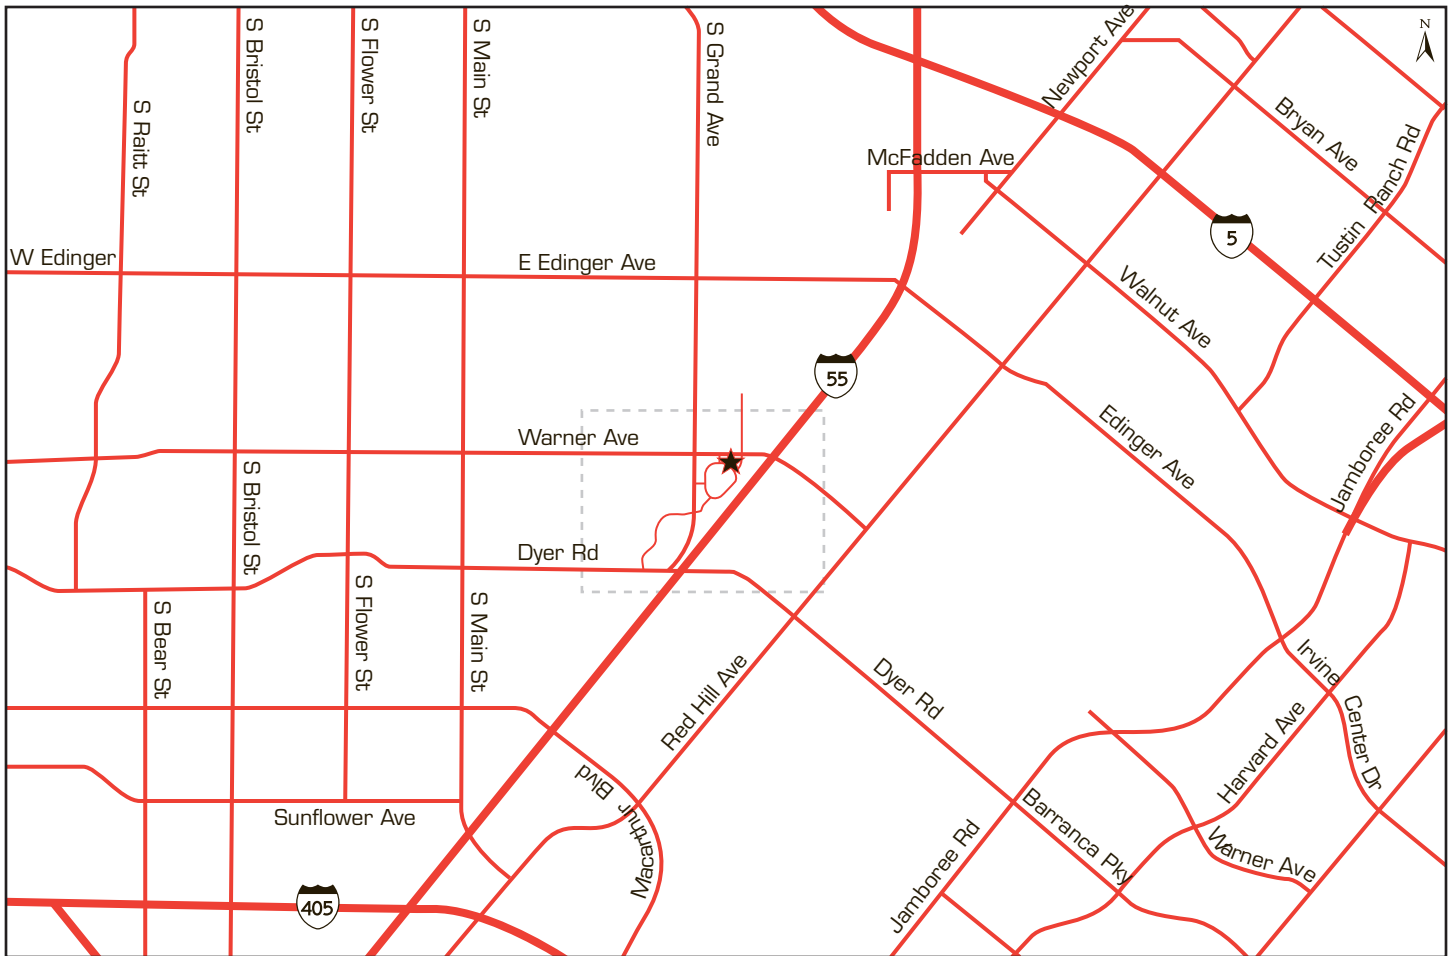 N
S Raitt St
S Bristol St
S Flower St
S Main St
S Grand Ave
Newport Ave
Bryan Ave
Tustin Ranch Rd
McFadden Ave
5
W Edinger
E Edinger Ave
Walnut Ave
55
Warner Ave
Edinger Ave
Jamboree Rd
S Bristol St
Dyer Rd
S Flower St
S Main St
S Bear St
Red Hill Ave
Dyer Rd
Irvine Center Dr
Harvard Ave
Macarthur Blvd
Sunflower Ave
Barranca Pky
Warner Ave
Jamboree Rd
405